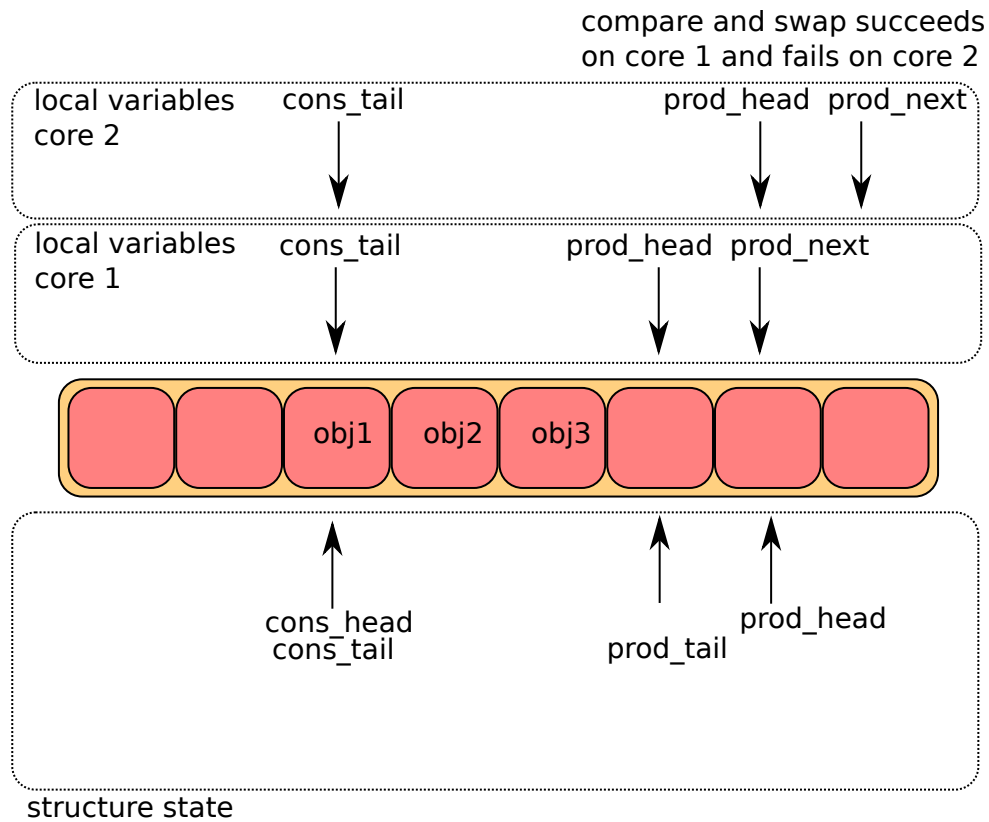 compare and swap succeeds
on core 1 and fails on core 2
local variables
core 2
cons_tail
prod_head
prod_next
local variables
core 1
cons_tail
prod_head
prod_next
obj1
obj2
obj3
cons_head
cons_tail
prod_tail
prod_head
structure state